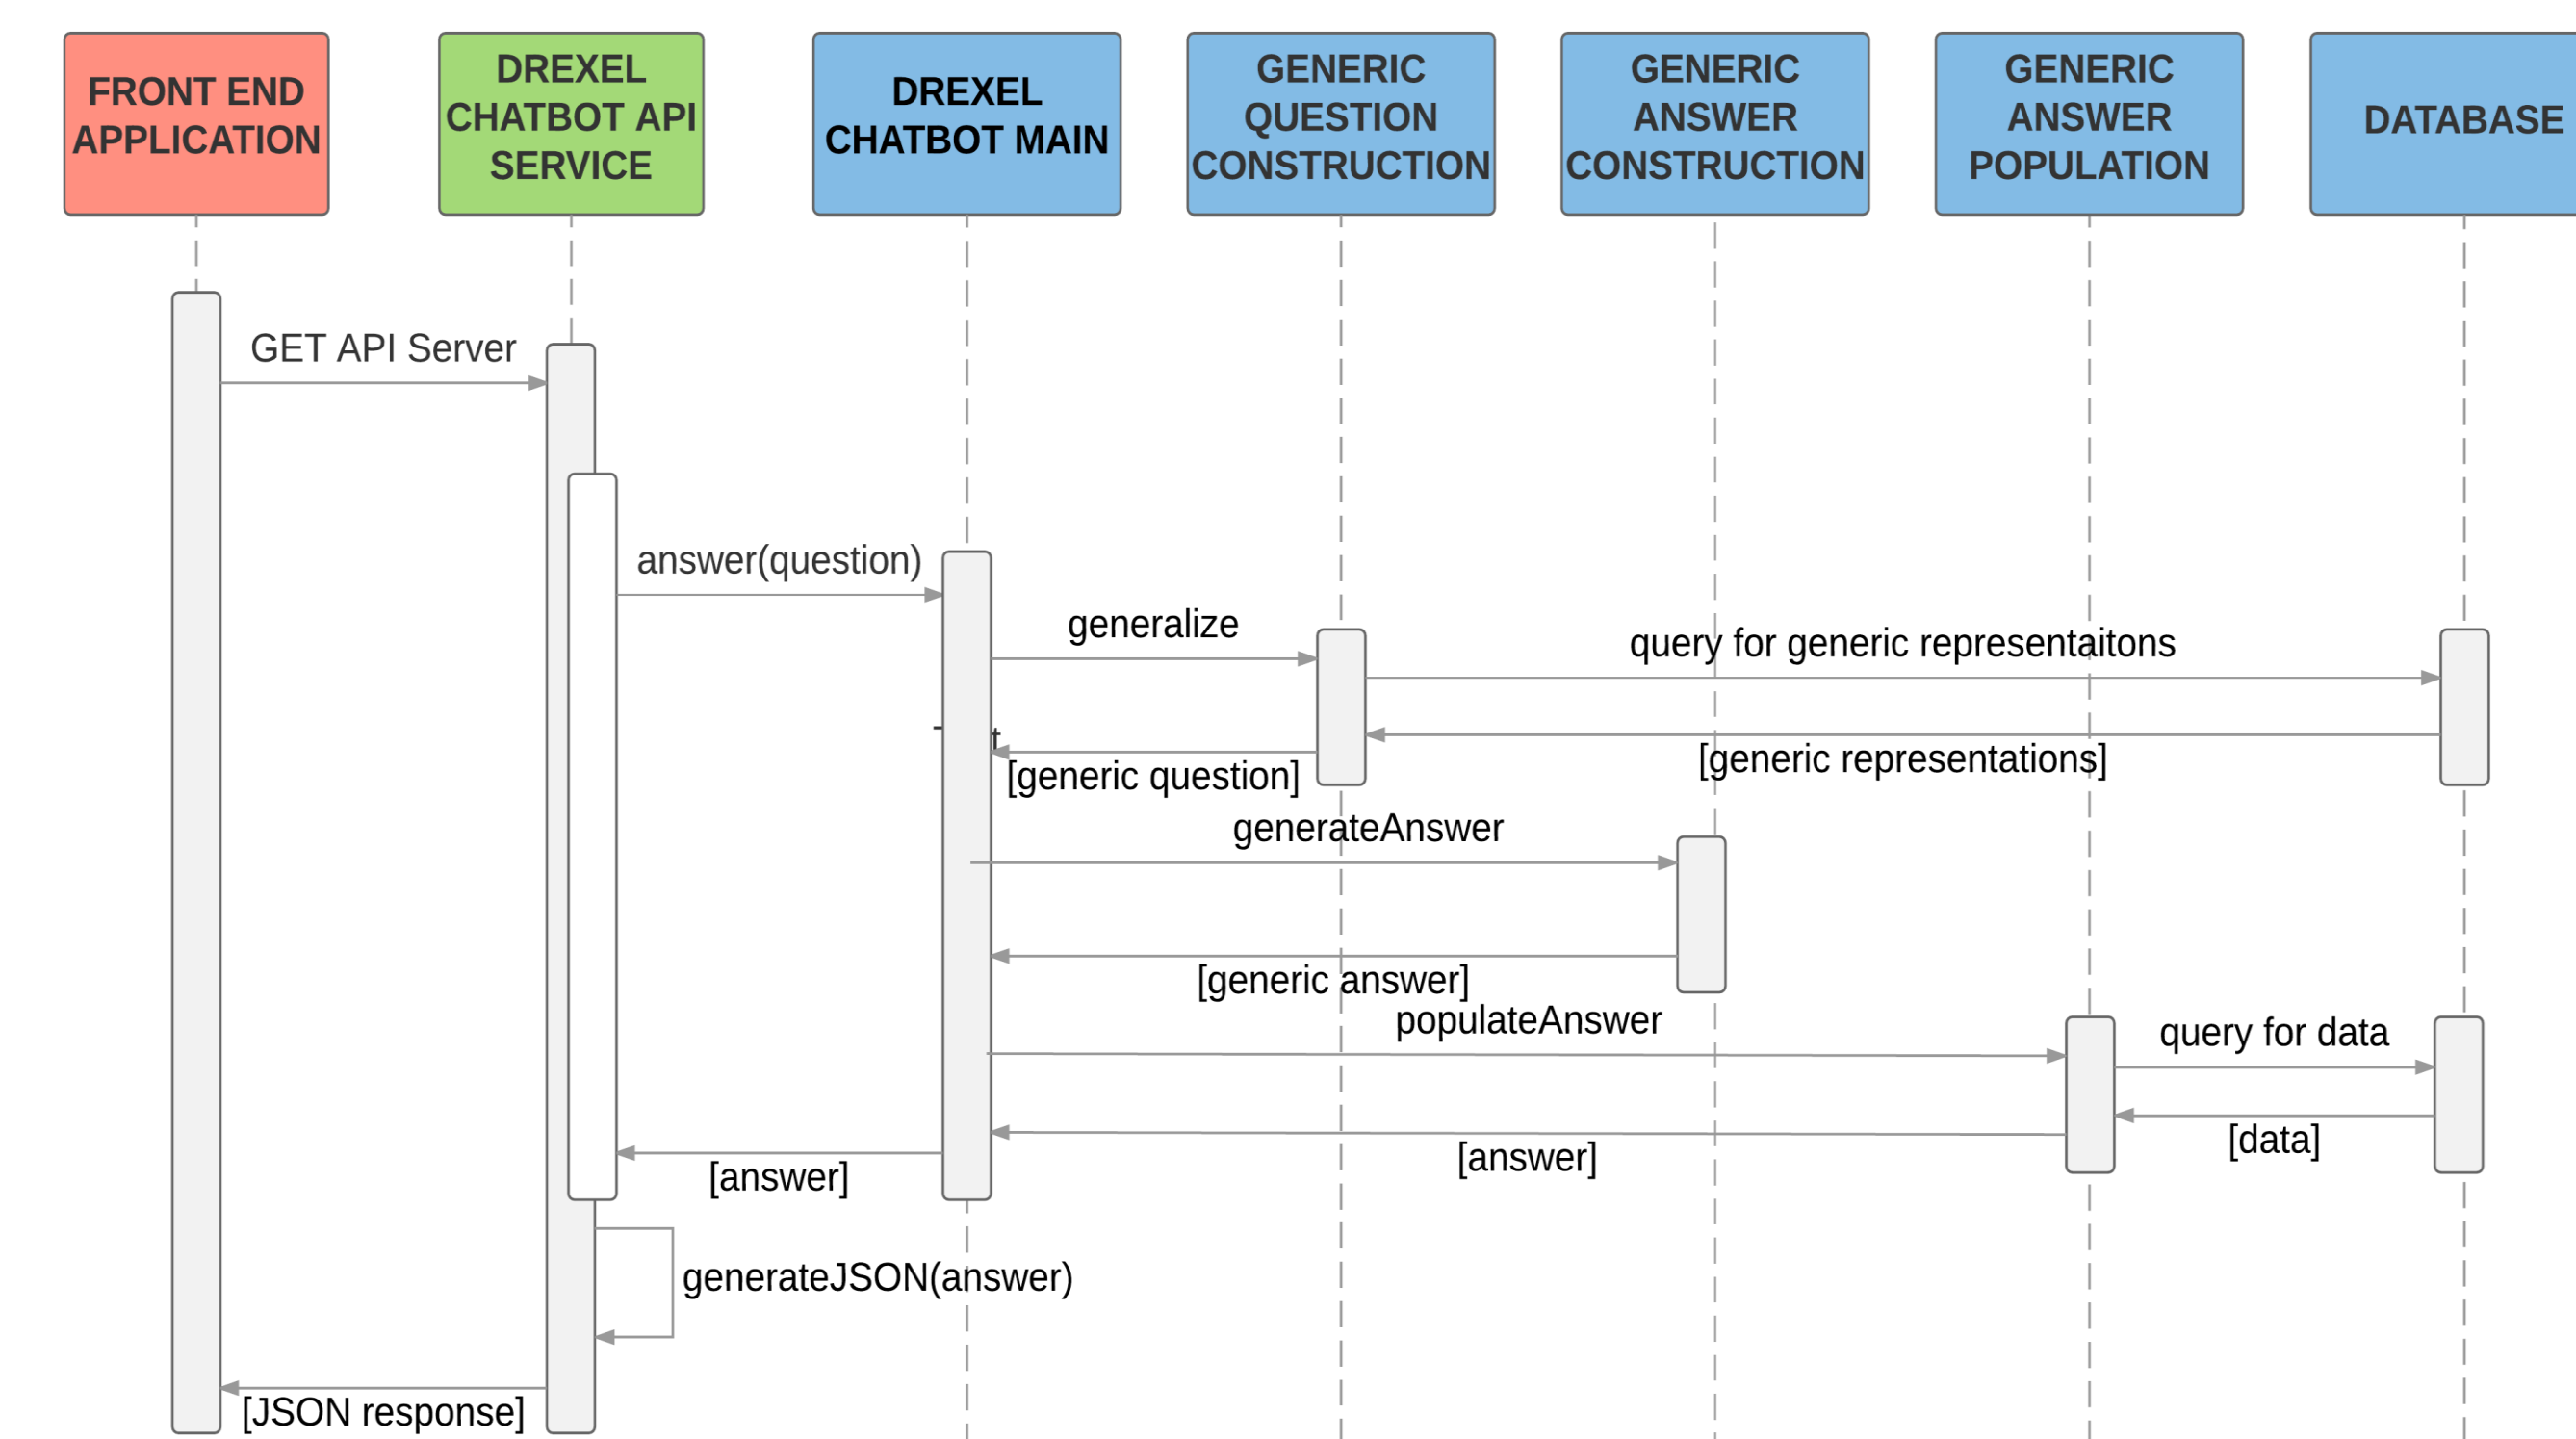 FRONT END
APPLICATION
DREXEL
CHATBOT API
SERVICE
DREXEL
CHATBOT MAIN
GENERIC
QUESTION
CONSTRUCTION
GENERIC
ANSWER
CONSTRUCTION
GENERIC
ANSWER
POPULATION
DATABASE
GET API Server
answer(question)
generalize
query for generic representaitons
[generic representations]
[generic question]
generateAnswer
[generic answer]
populateAnswer
query for data
[data]
[answer]
[answer]
generateJSON(answer)
[JSON response]